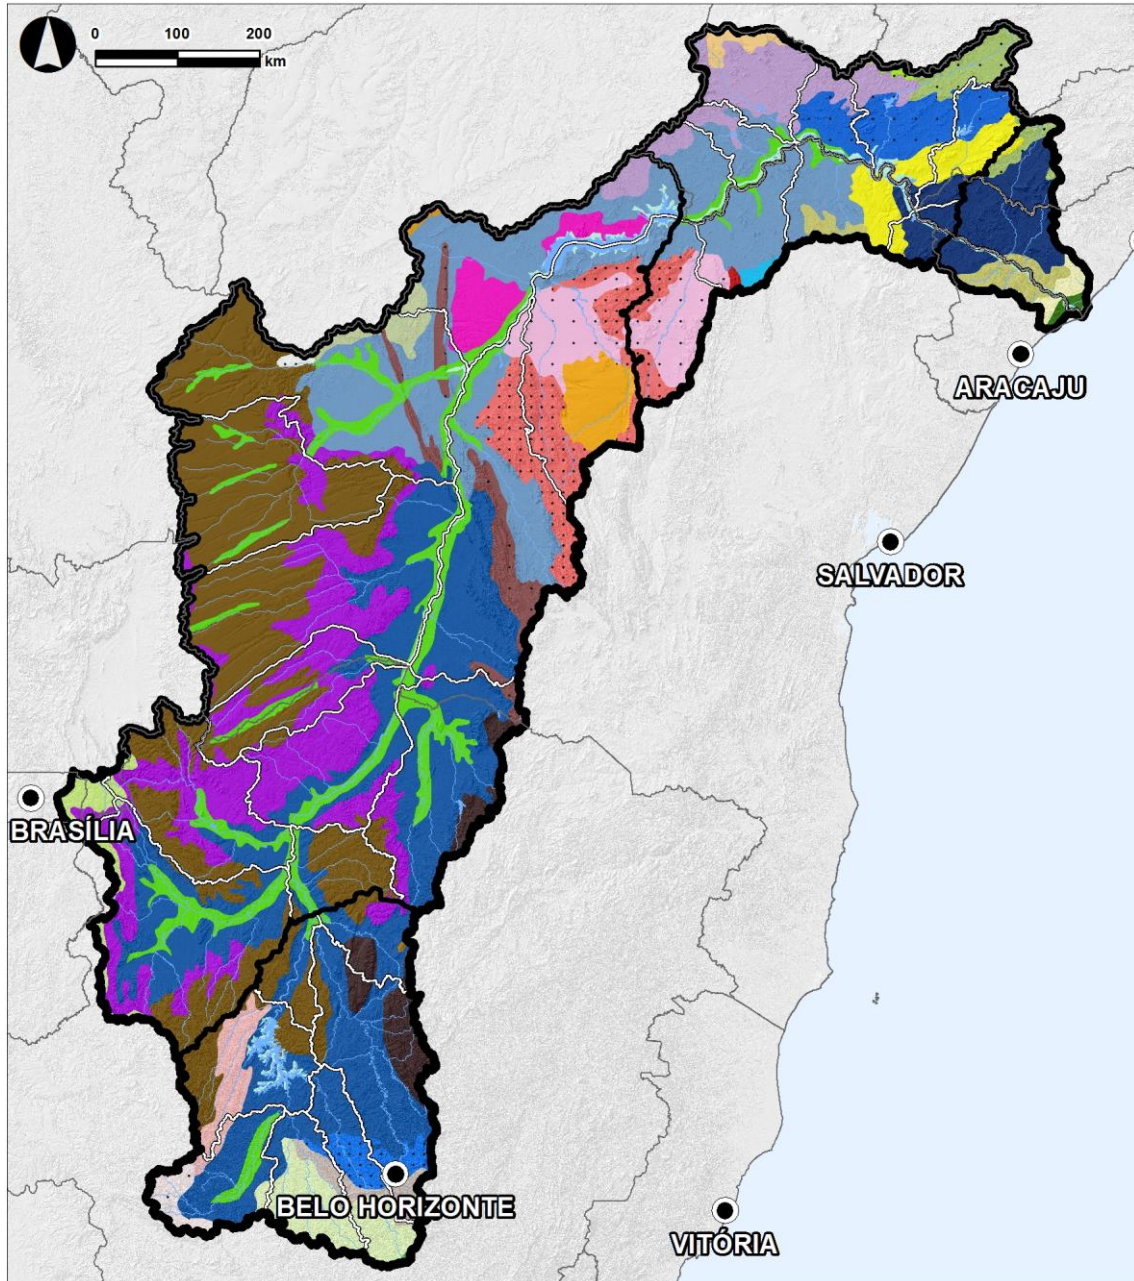 0 100 200
km
ARACAJU
SALVADOR
BRASÍLIA
BELO HORIZONTE
VITÓRIA